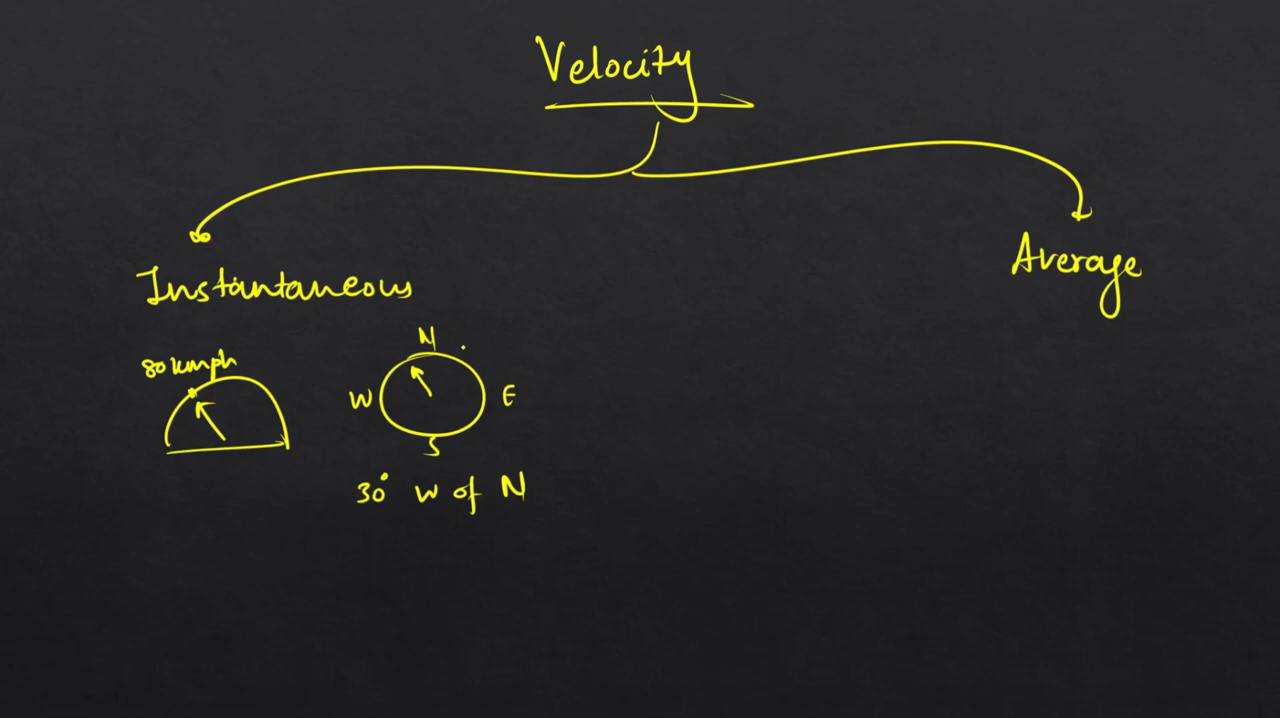 Velocity
Instantaneous
Average
80 kmph
N
W
E
S
30° W of N